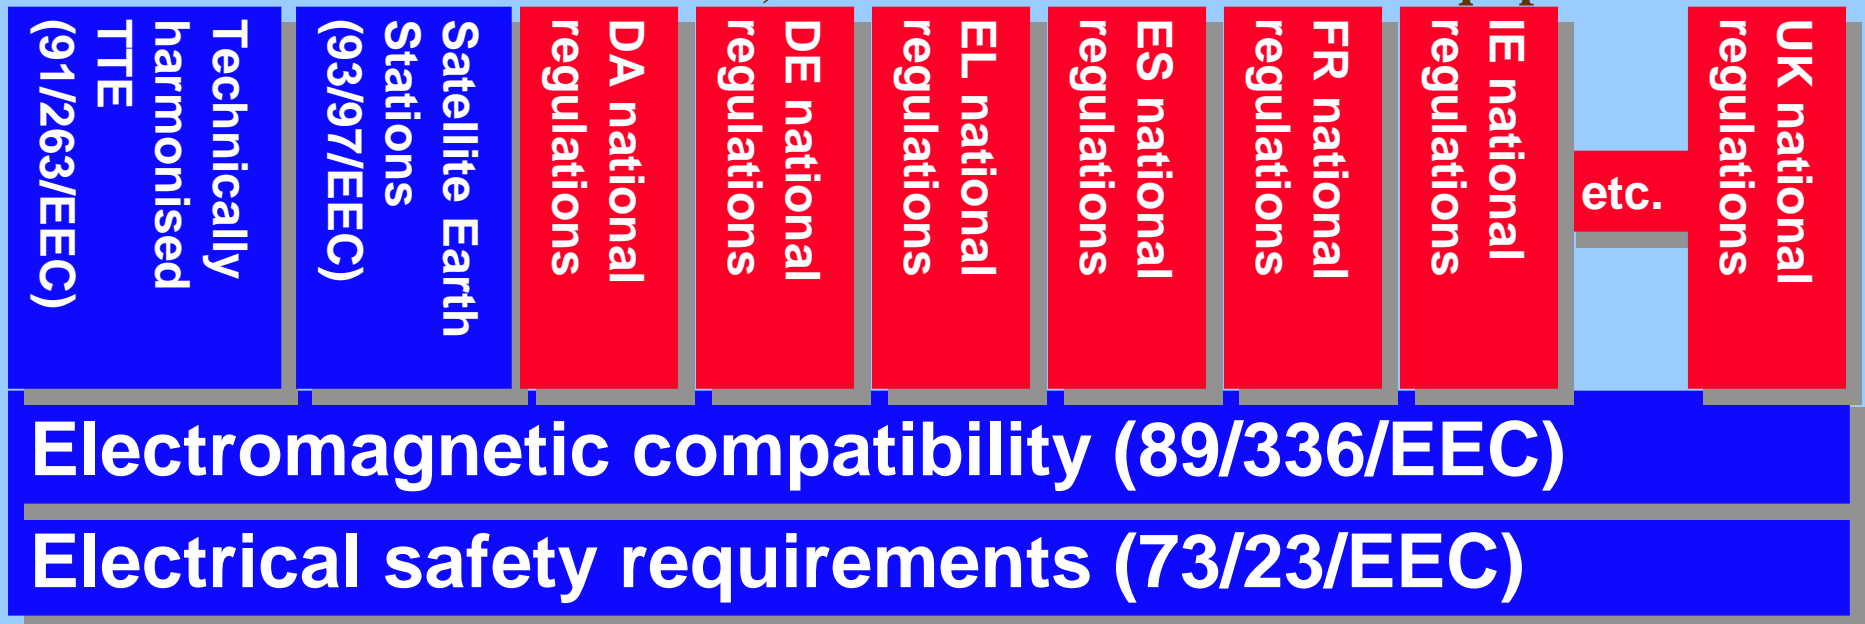 Technically
harmonised
TTE
(91/263/EEC)
Satellite Earth
Stations
(93/97/EEC)
DA national
regulations
DE national
regulations
EL national
regulations
ES national
regulations
FR national
regulations
IE national
regulations
etc.
UK national
regulations
Electromagnetic compatibility (89/336/EEC)
Electrical safety requirements (73/23/EEC)